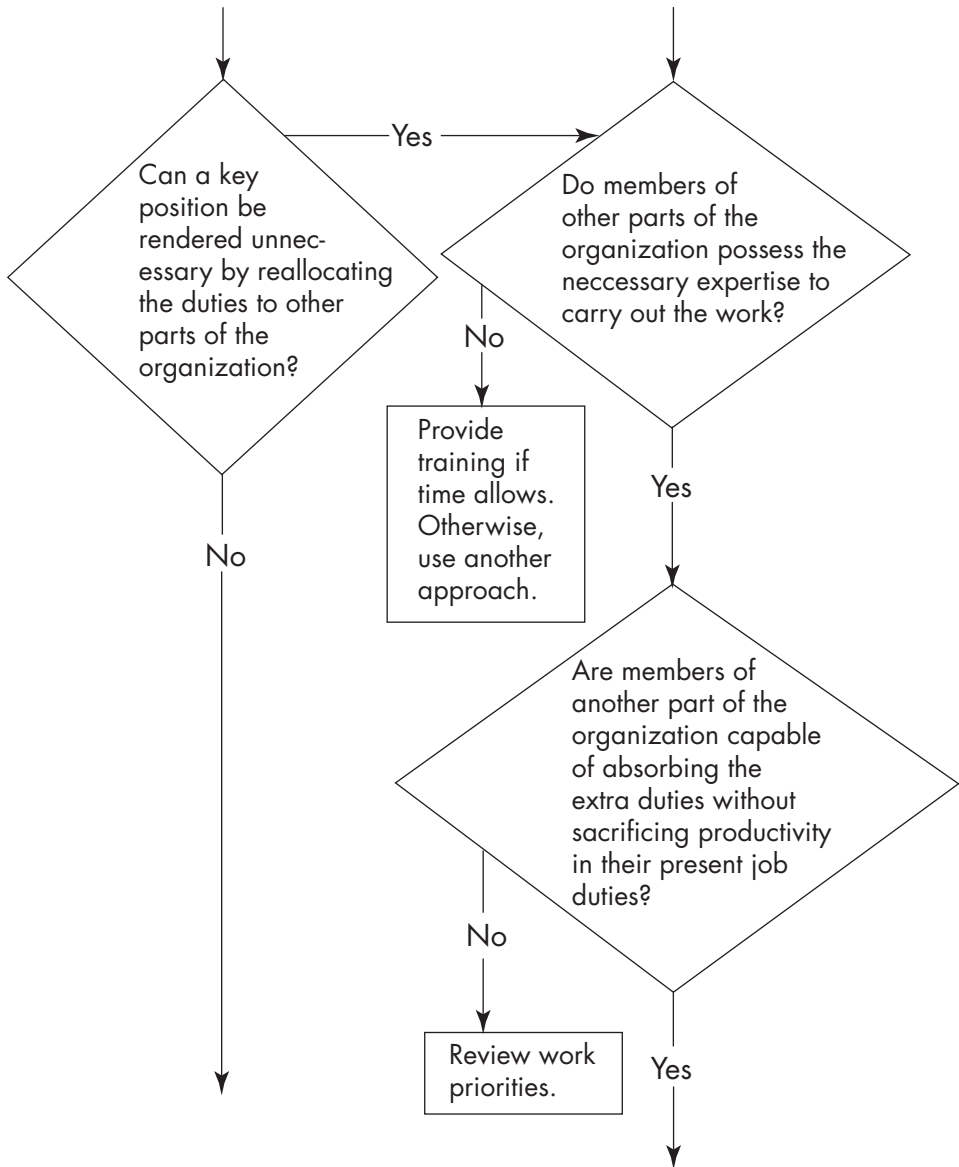 Yes
Can a key
position be
rendered unnec-
essary by reallocating
the duties to other
parts of the
organization?
Do members of
other parts of the
organization possess the
neccessary expertise to
carry out the work?
No
Provide
training if
time allows.
Otherwise,
use another
approach.
Yes
No
Are members of
another part of the
organization capable
of absorbing the
extra duties without
sacrificing productivity
in their present job
duties?
No
Review work
priorities.
Yes